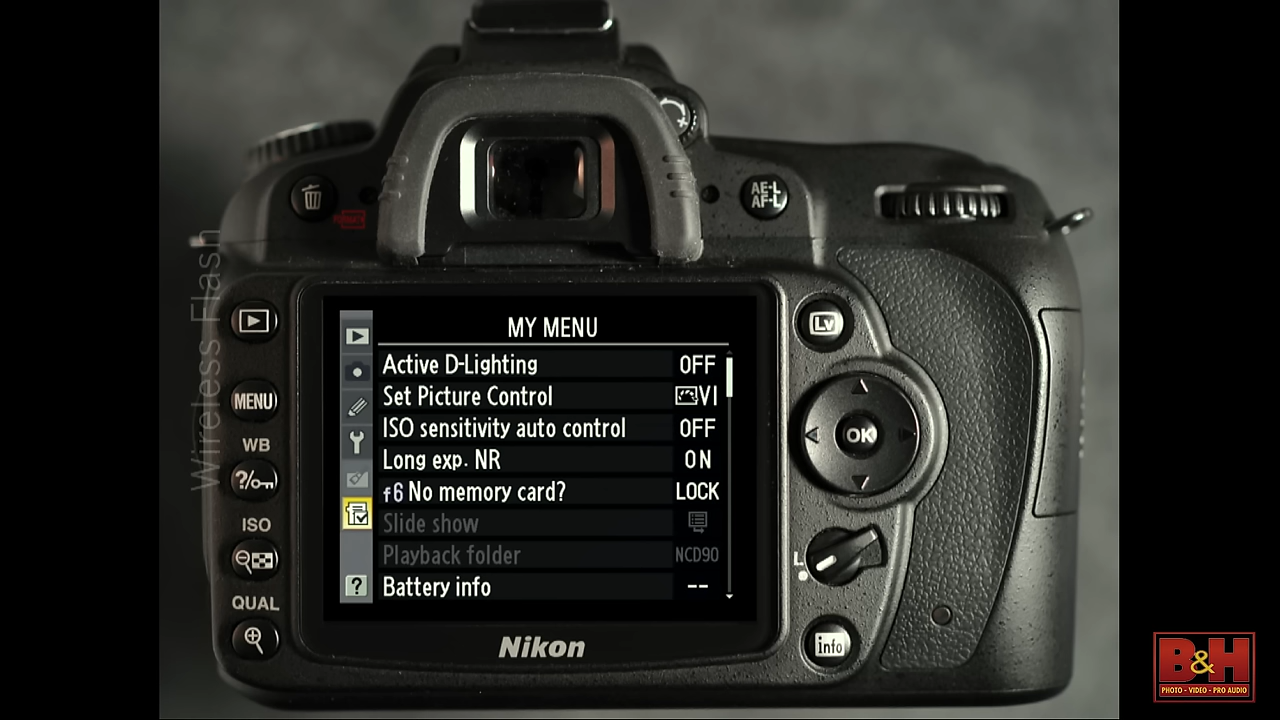 AE-L
AF-L
FORMAT
Wireless Flash
MENU
WB
ISO
QUAL
MY MENU
Active D-Lighting OFF
Set Picture Control VI
ISO sensitivity auto control OFF
Long exp. NR ON
f6 No memory card? LOCK
Slide show
Playback folder NCD90
Battery info --
?
Nikon
Lv
OK
L
info
B&H
PHOTO - VIDEO - PRO AUDIO